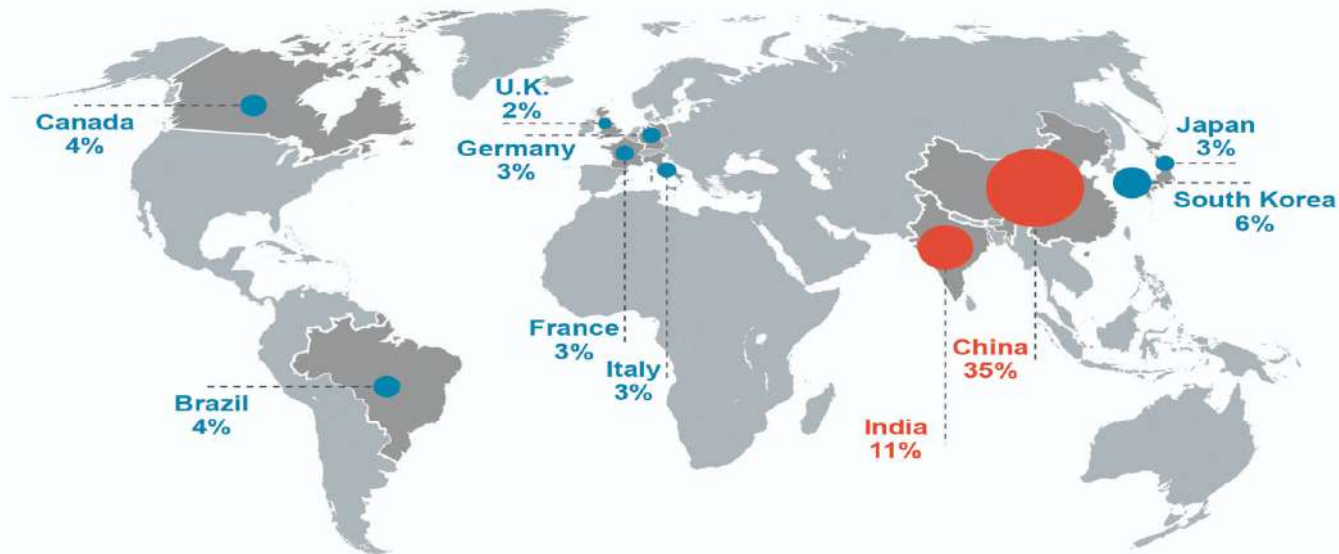 Canada
4%
U.K.
2%
Germany
3%
Japan
3%
South Korea
6%
France
3%
Italy
3%
China
35%
Brazil
4%
India
11%